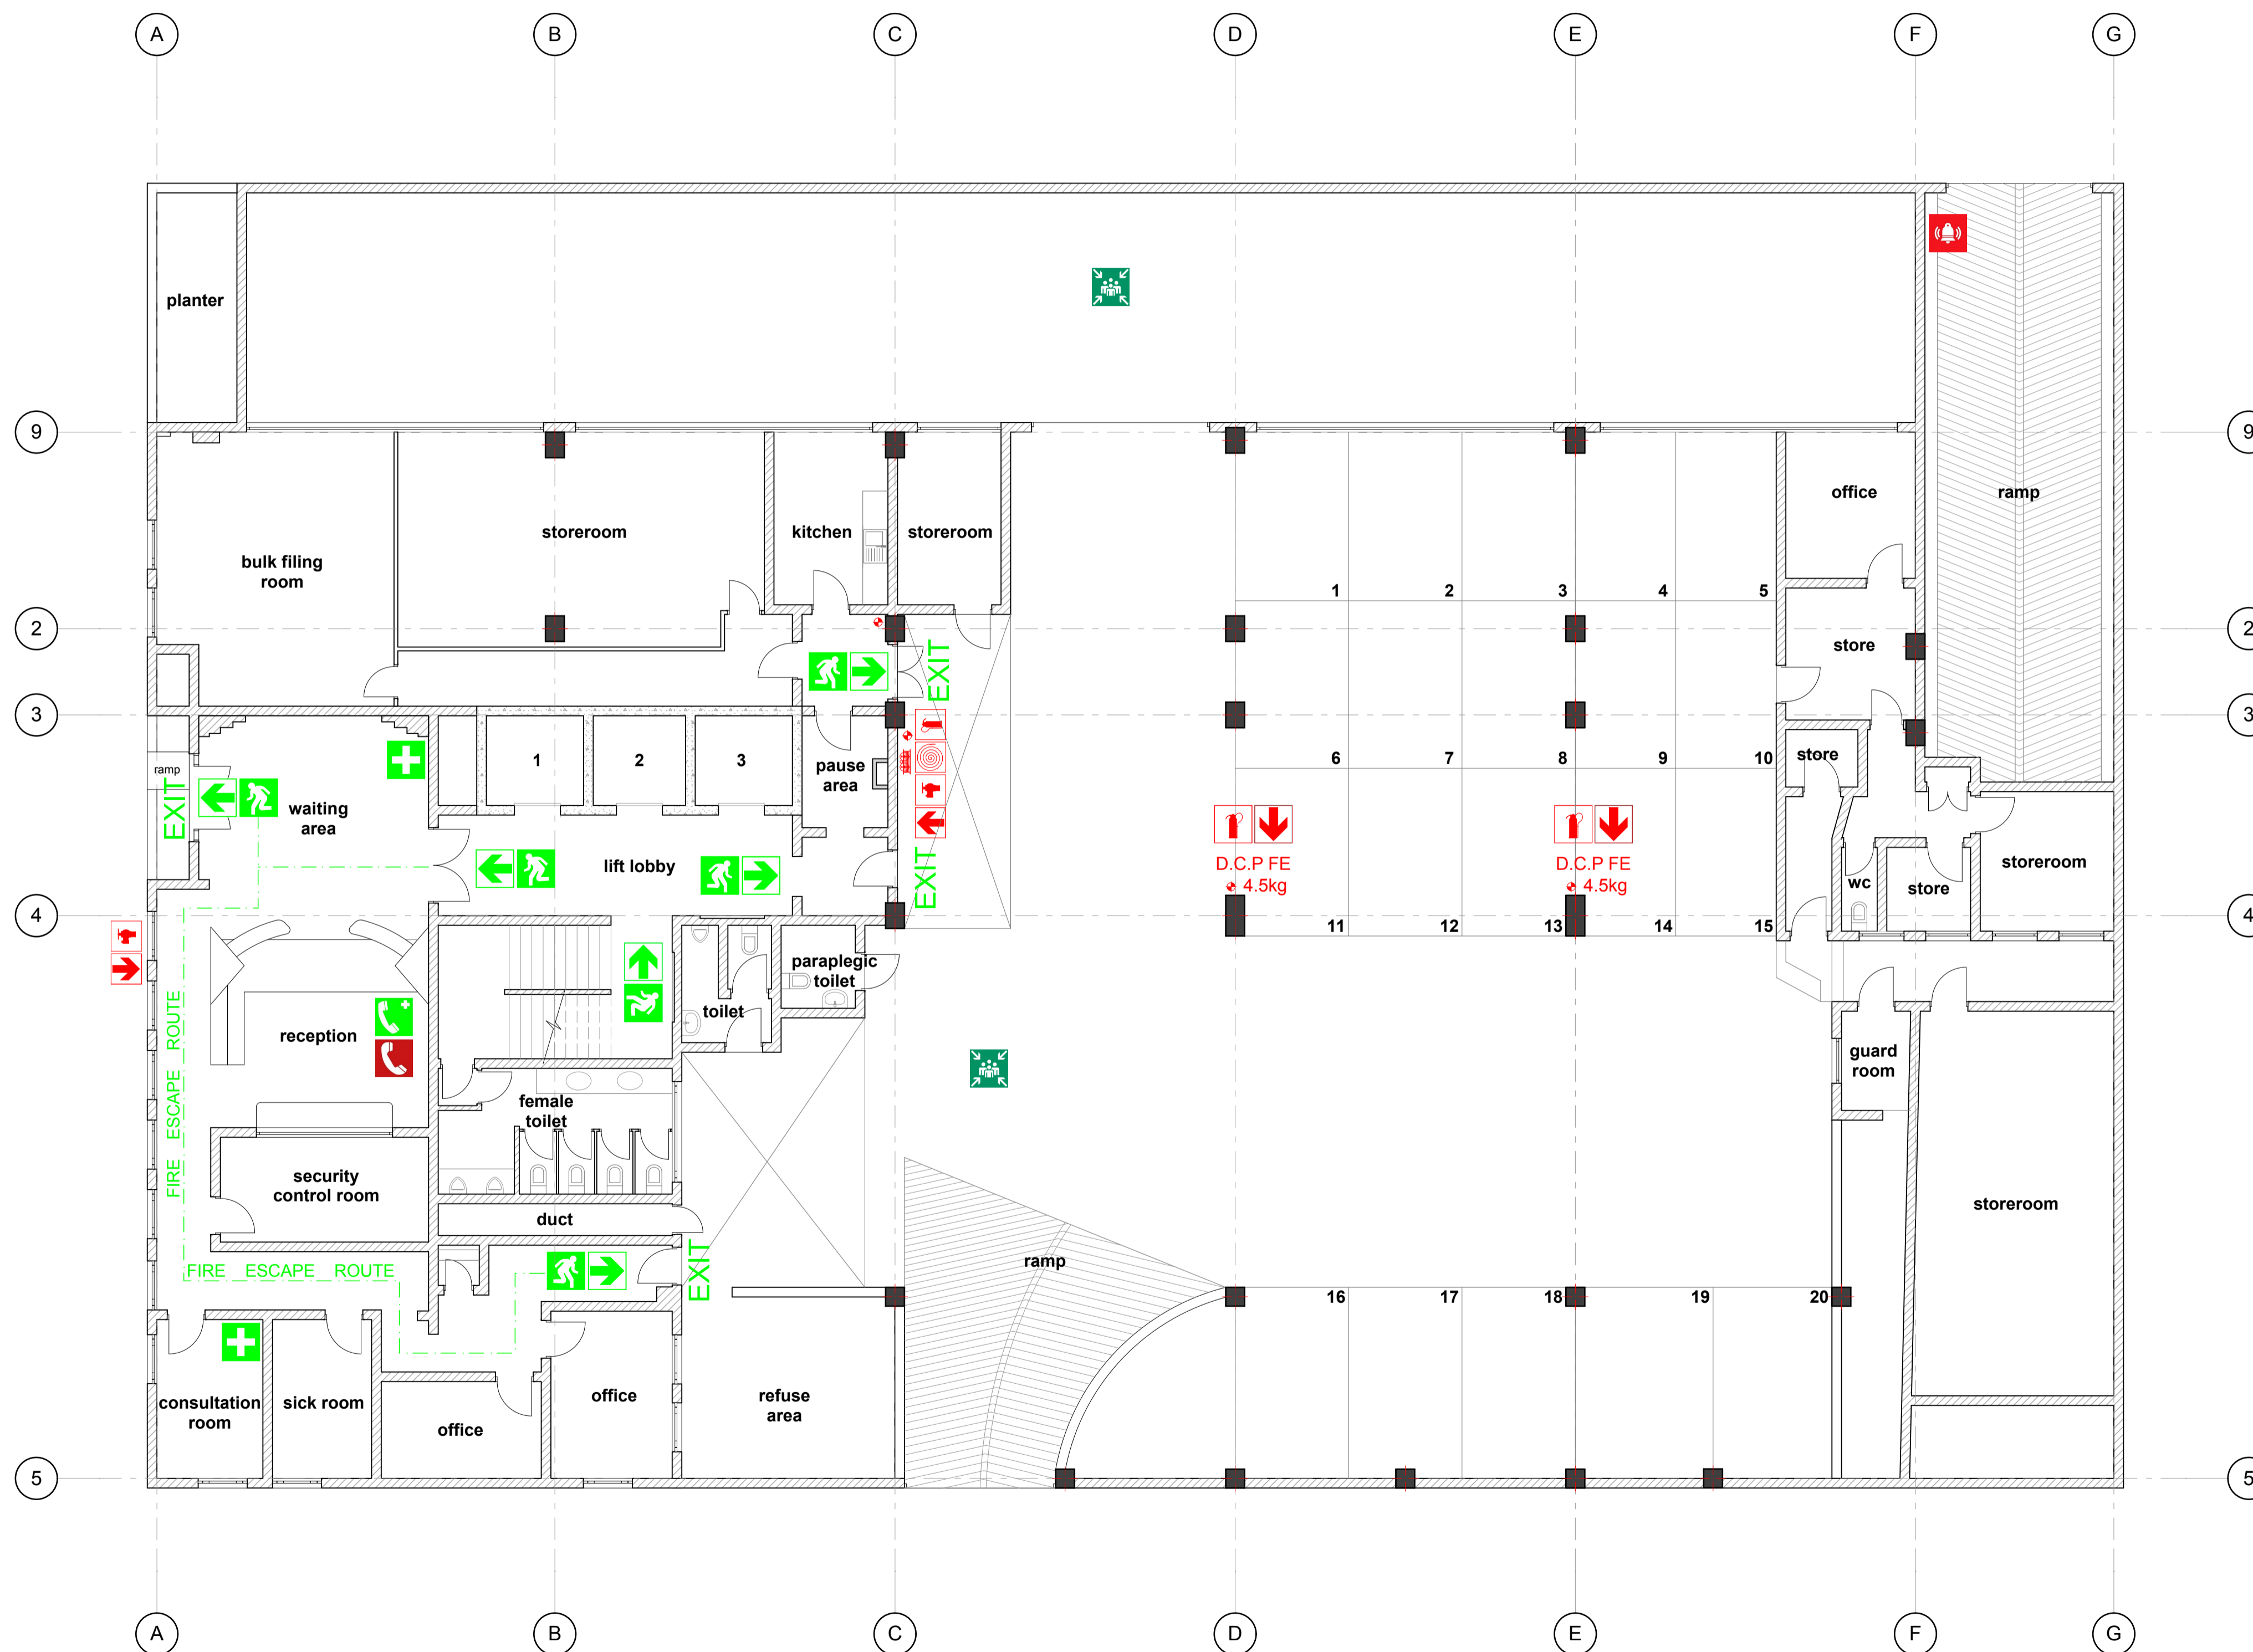 A B C D E F G
planter
9 9
office
ramp
storeroom
kitchen
storeroom
bulk filing
room
1 2 3 4 5
2 2
store
EXIT
3 3
1 2 3
store
6 7 8 9 10
pause
area
ramp
EXIT
waiting
area
D.C.P FE
4.5kg
D.C.P FE
4.5kg
lift lobby
EXIT
storeroom
wc
store
4 4
11 12 13 14 15
paraplegic
toilet
toilet
reception
FIRE ESCAPE ROUTE
guard
room
female
toilet
security
control room
duct
storeroom
EXIT
ramp
FIRE ESCAPE ROUTE
16 17 18 19 20
consultation
room
sick room
office
office
refuse
area
5 5
A B C D E F G